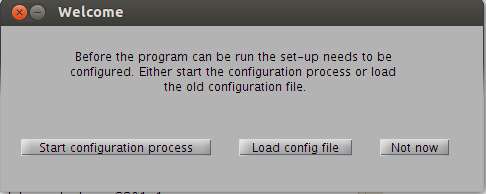 Welcome
Before the program can be run the set-up needs to be
configured. Either start the configuration process or load
the old configuration file.
Start configuration process
Load config file
Not now